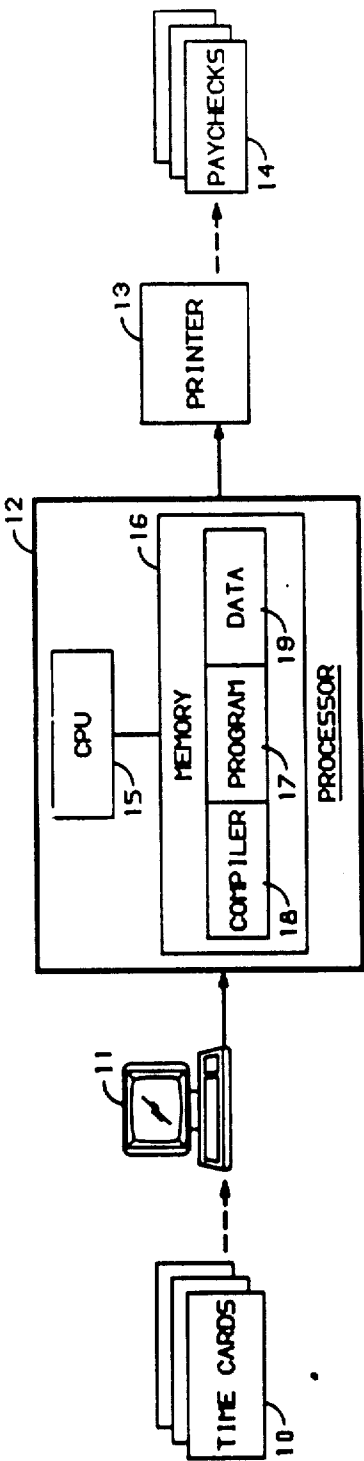 TIME CARDS
10
11
12
CPU
15
MEMORY
16
COMPILER
PROGRAM
DATA
18
17
19
PROCESSOR
PRINTER
13
PAYCHECKS
14